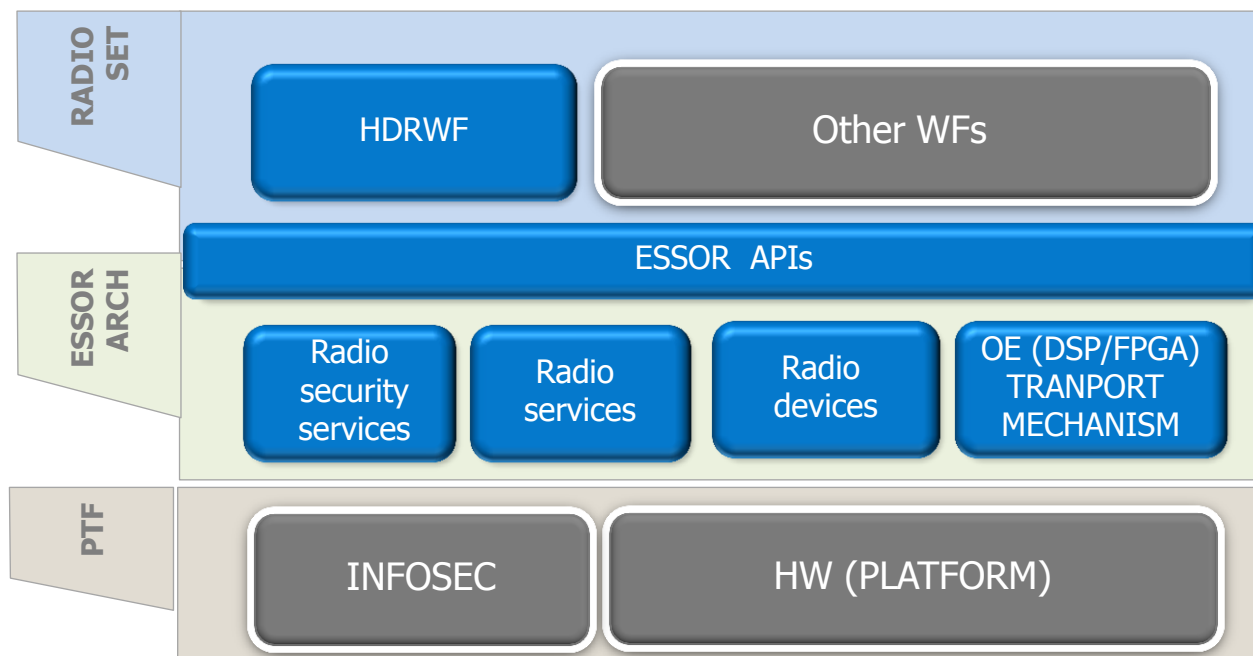 RADIO
SET
HDRWF
Other WFs
ESSOR APIs
ESSOR
ARCH
Radio
security
services
Radio
services
Radio
devices
OE (DSP/FPGA)
TRANPORT
MECHANISM
PTF
INFOSEC
HW (PLATFORM)